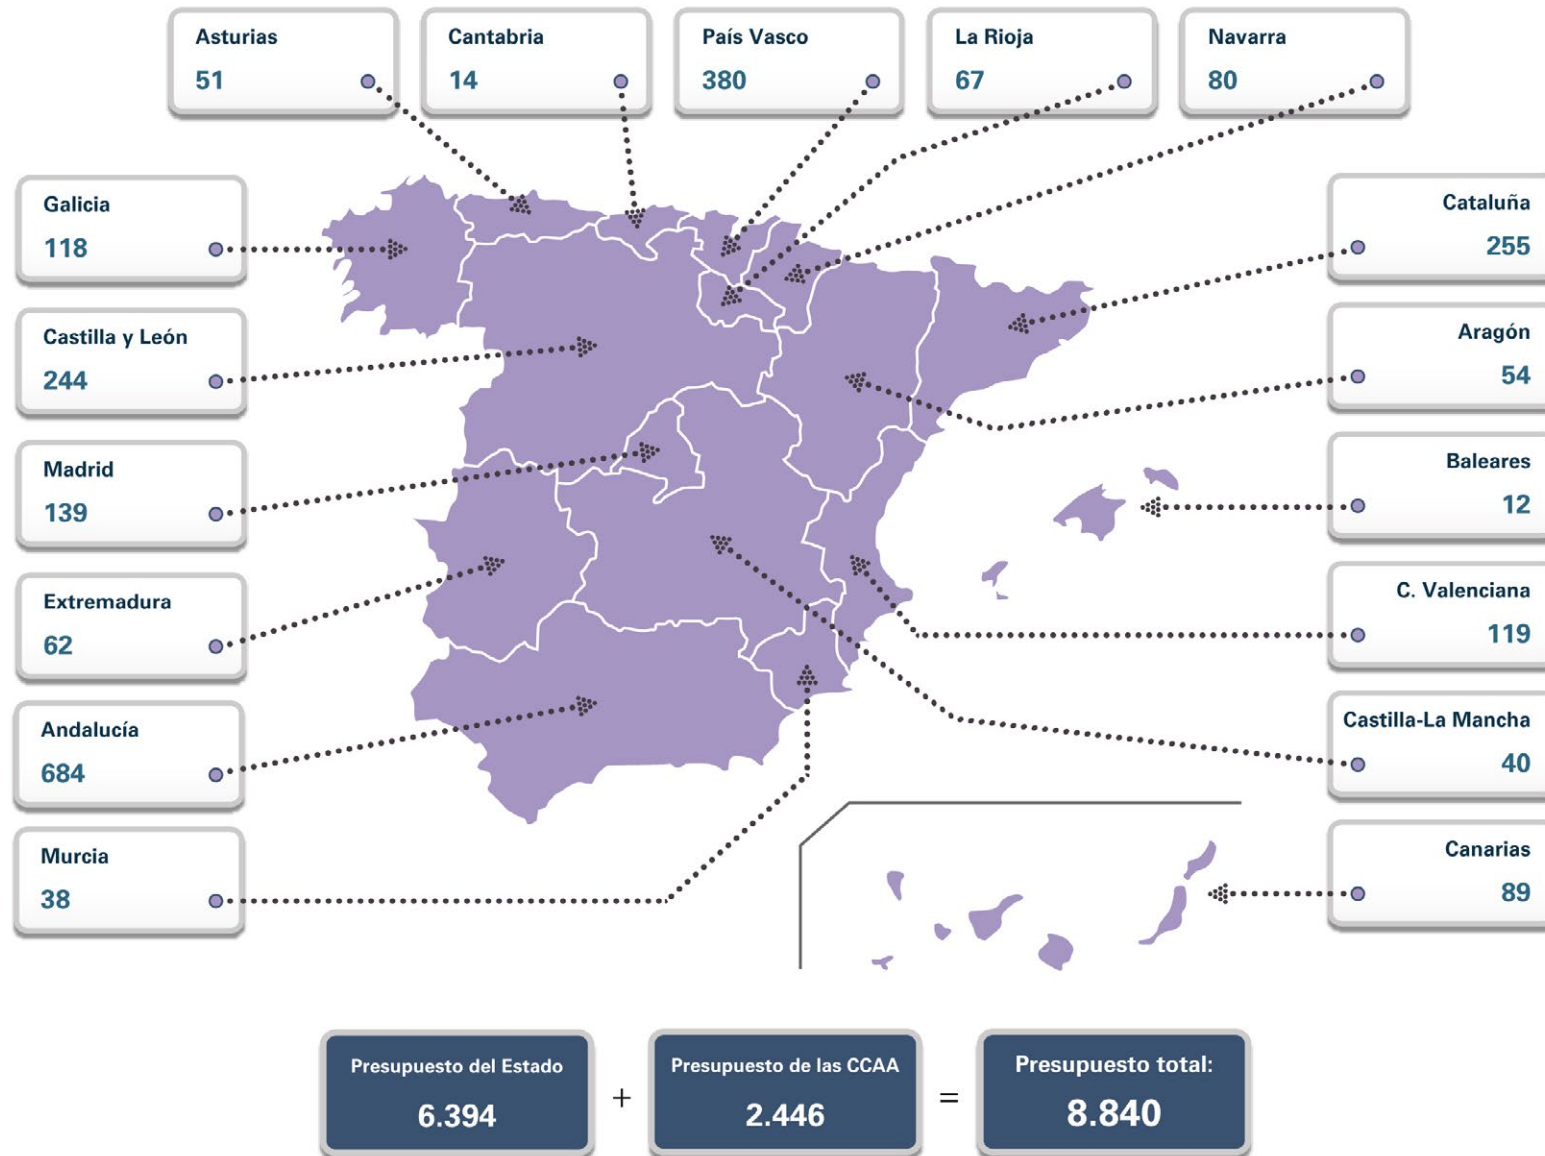 Asturias
51
Cantabria
14
País Vasco
380
La Rioja
67
Navarra
80
Galicia
118
Castilla y León
244
Madrid
139
Extremadura
62
Andalucía
684
Murcia
38
Cataluña
255
Aragón
54
Baleares
12
C. Valenciana
119
Castilla-La Mancha
40
Canarias
89
Presupuesto del Estado
6.394
+
Presupuesto de las CCAA
2.446
=
Presupuesto total:
8.840